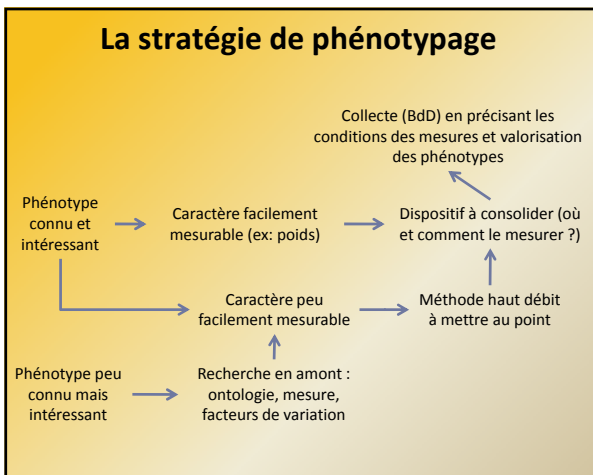 La stratégie de phénotypage
Collecte (BdD) en précisant les
conditions des mesures et valorisation
des phénotypes
Phénotype
connu et
intéressant
Caractère facilement
mesurable (ex: poids)
Dispositif à consolider (où
et comment le mesurer ?)
Caractère peu
facilement mesurable
Méthode haut débit
à mettre au point
Phénotype peu
connu mais
intéressant
Recherche en amont :
ontologie, mesure,
facteurs de variation